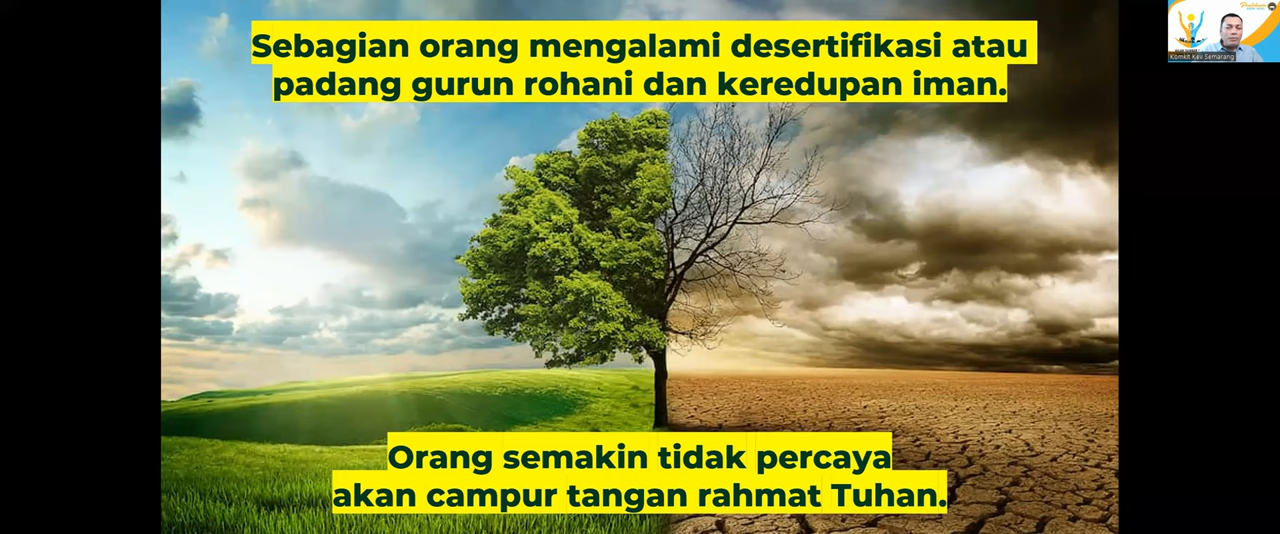 Sebagian orang mengalami desertifikasi atau
padang gurun rohani dan keredupan iman.
Orang semakin tidak percaya
akan campur tangan rahmat Tuhan.
Komkit Kevi Semarang